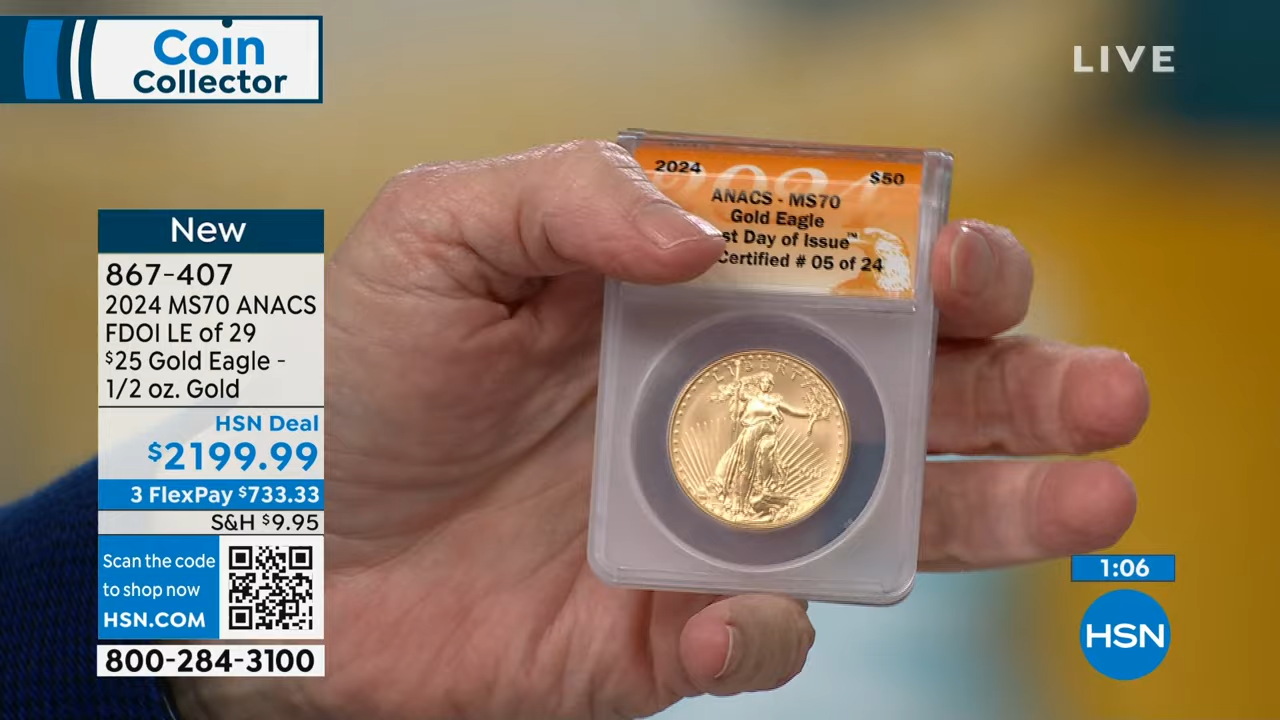 Coin
Collector
LIVE
2024
$50
ANACS - MS70
Gold Eagle
st Day of Issue™
Certified # 05 of 24
LIBERTY
New
867-407
2024 MS70 ANACS
FDOI LE of 29
$25 Gold Eagle -
1/2 oz. Gold
HSN Deal
$2199.99
3 FlexPay $733.33
S&H $9.95
Scan the code
to shop now
HSN.COM
800-284-3100
1:06
HSN